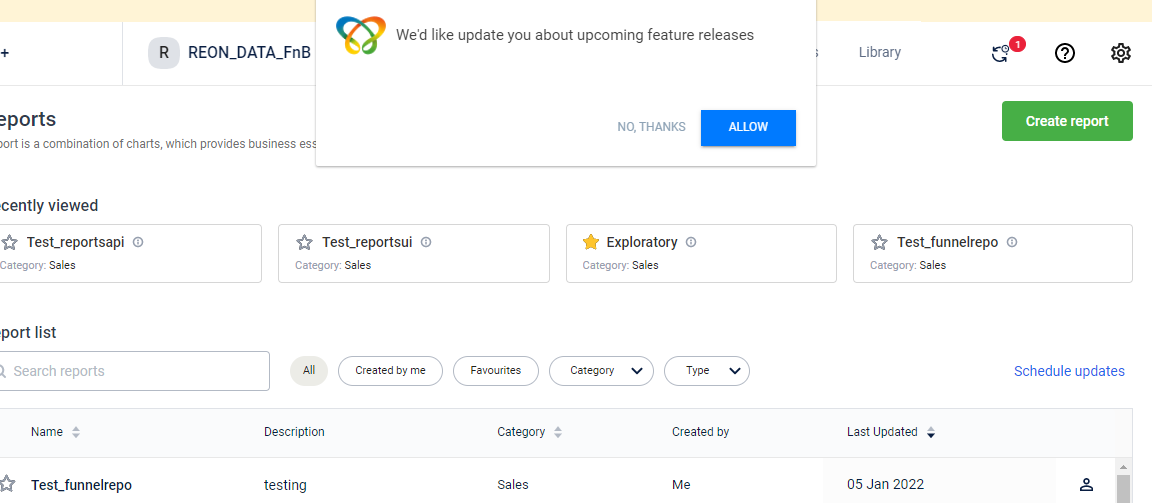 We'd like update you about upcoming feature releases
NO, THANKS ALLOW
+ R REON_DATA_FnB s Library 1
eports Create report
port is a combination of charts, which provides business ess
ecently viewed
Test_reportsapi Test_reportsui Exploratory Test_funnelrepo
Category: Sales Category: Sales Category: Sales Category: Sales
eport list
Search reports All Created by me Favourites Category Type Schedule updates
Name Description Category Created by Last Updated
Test_funnelrepo testing Sales Me 05 Jan 2022